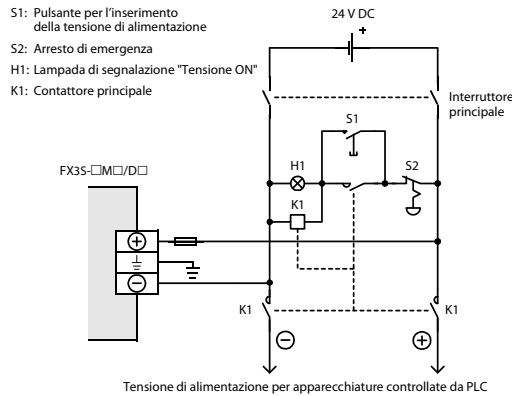 S1: Pulsante per l'inserimento
della tensione di alimentazione
S2: Arresto di emergenza
H1: Lampada di segnalazione "Tensione ON"
K1: Contattore principale
24 V DC
+
Interruttore
principale
S1
H1
S2
K1
FX3S-□M□/D□
+
−
K1
K1
−
+
Tensione di alimentazione per apparecchiature controllate da PLC